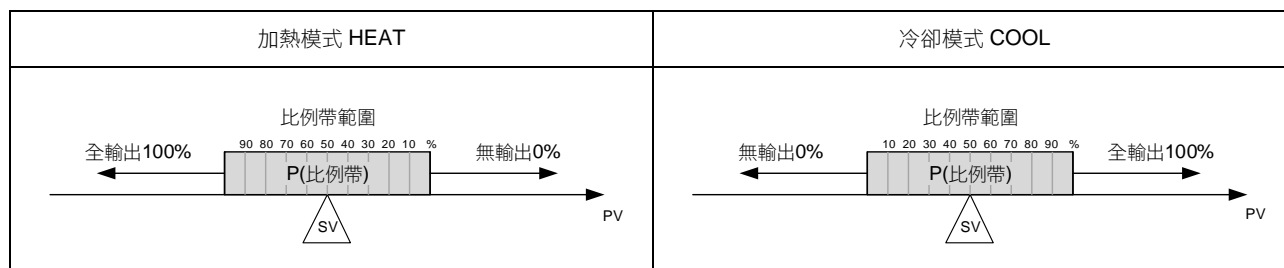 加熱模式 HEAT
冷卻模式 COOL
比例帶範圍
90 80 70 60 50 40 30 20 10 %
全輸出100%
無輸出0%
P(比例帶)
PV
SV
比例帶範圍
10 20 30 40 50 60 70 80 90 %
無輸出0%
全輸出100%
P(比例帶)
PV
SV